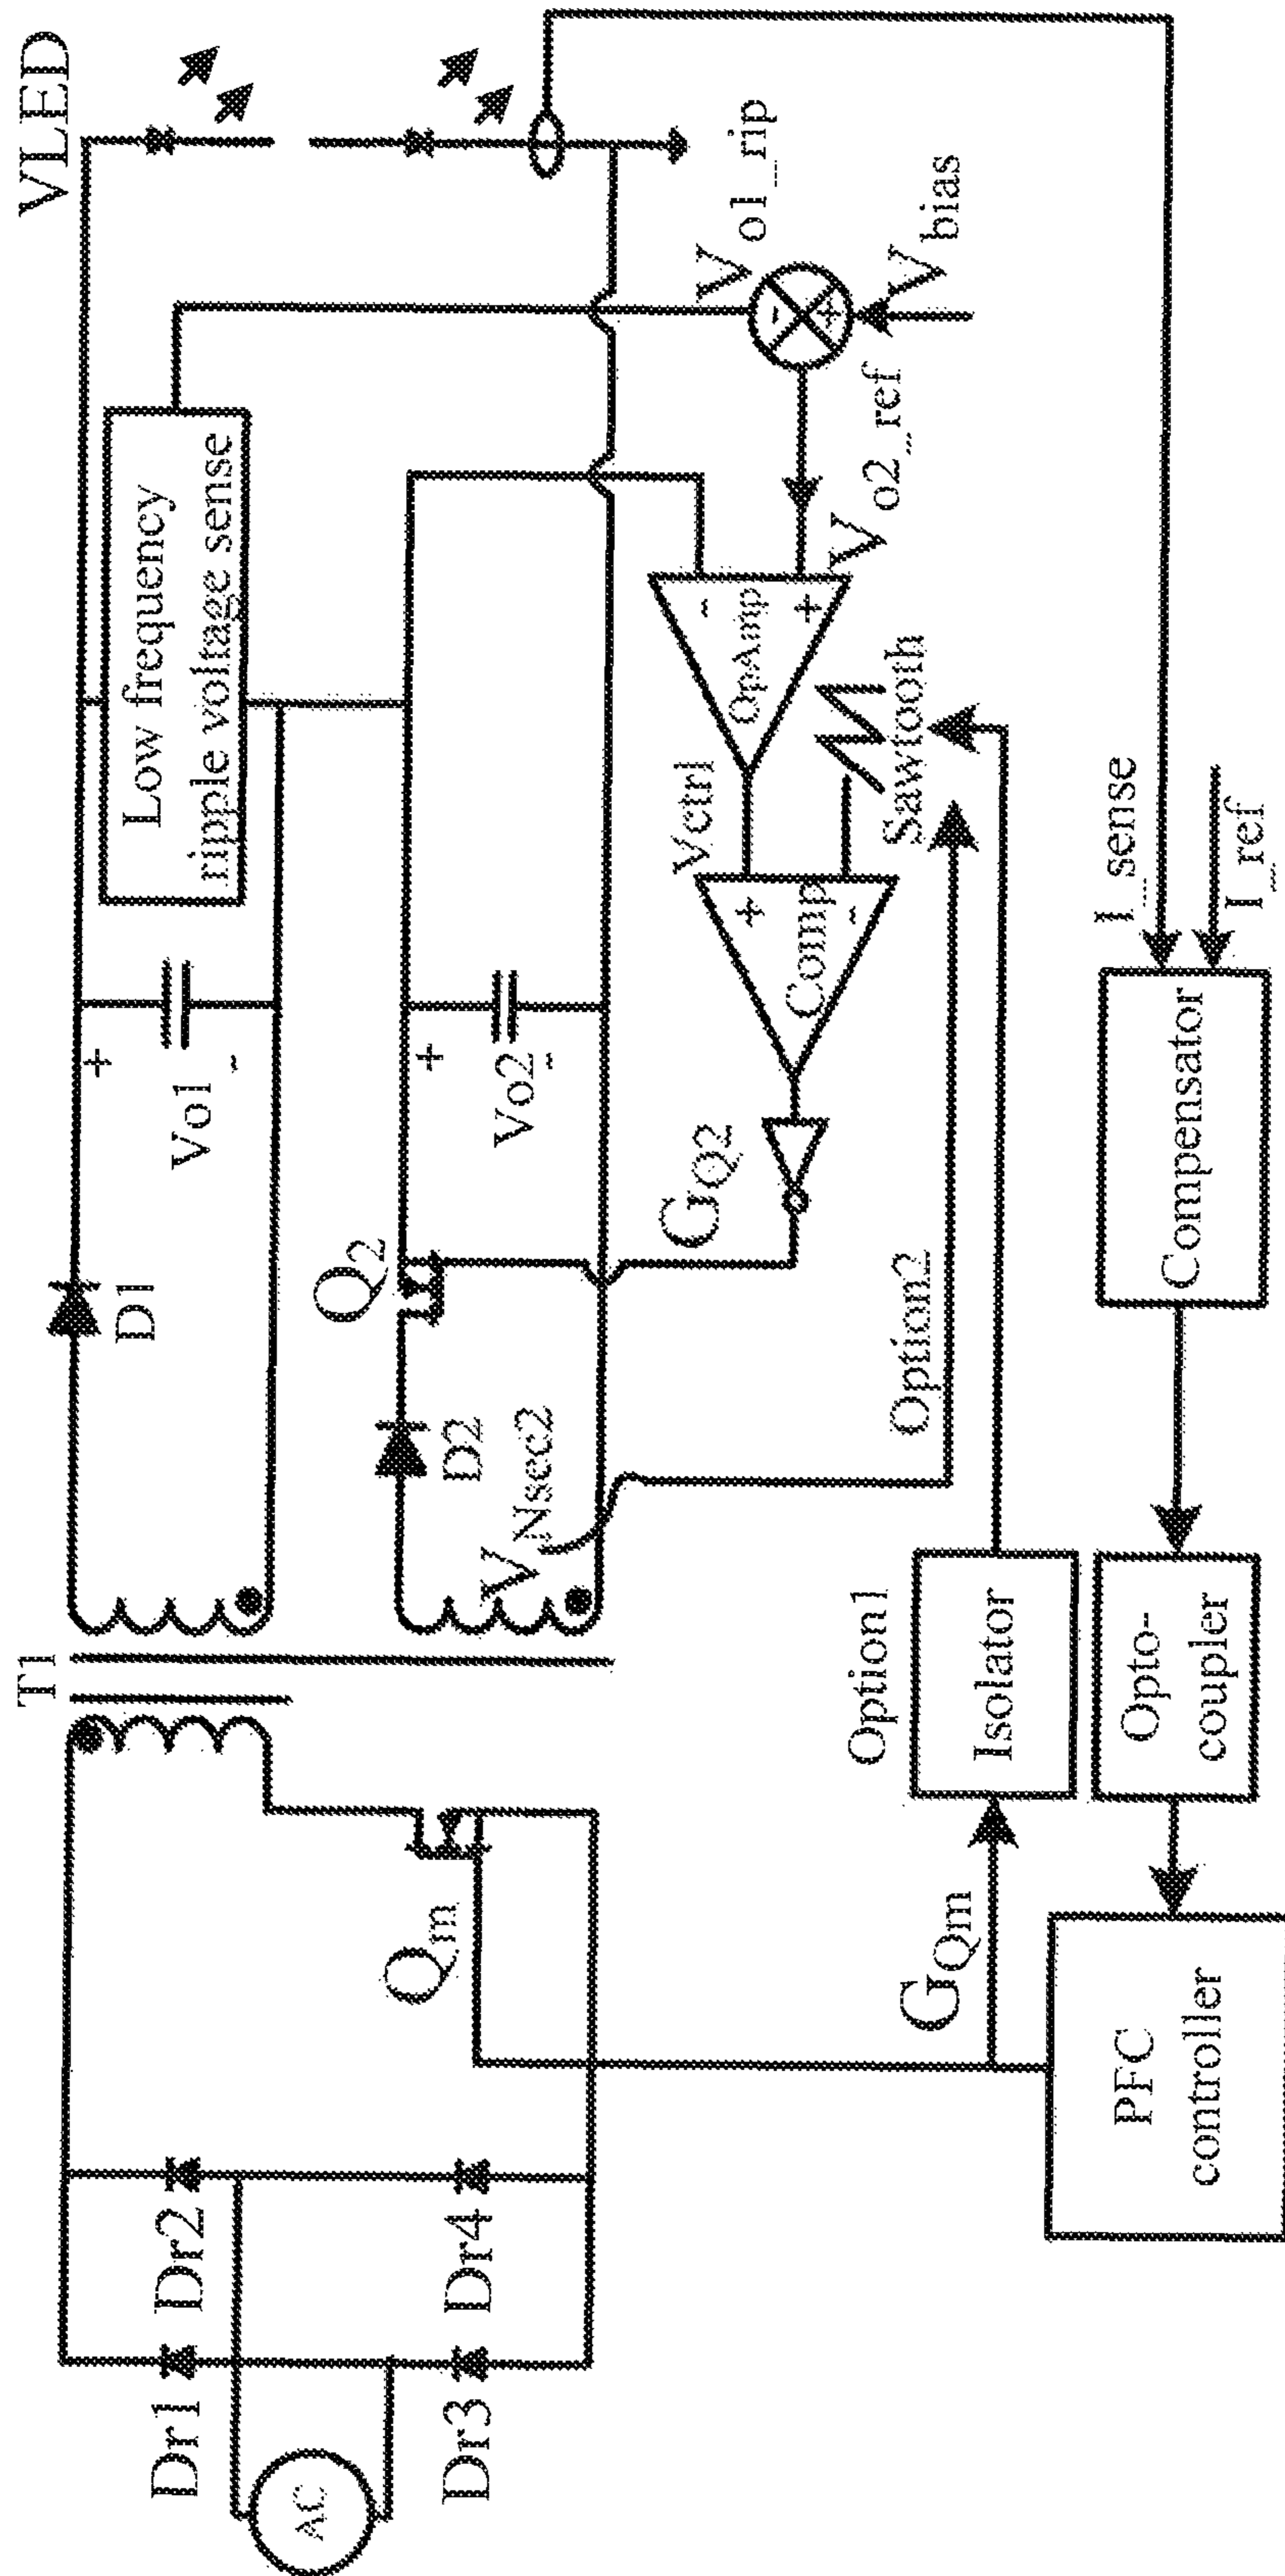 T1
D1
+
Vo1
-
Low frequency
ripple voltage sense
VLED
Dr1
Dr2
AC
Dr3
Dr4
Qm
Q2
D2
VNsec2
+
Vo2
-
GQ2
Comp
+
-
Vctrl
OpAmp
-
+
Sawtooth
Vo2_ref
-
+
Vo1_rip
Vbias
Option2
Option1
Isolator
GQm
PFC
controller
Opto-
coupler
Compensator
I_sense
I_ref